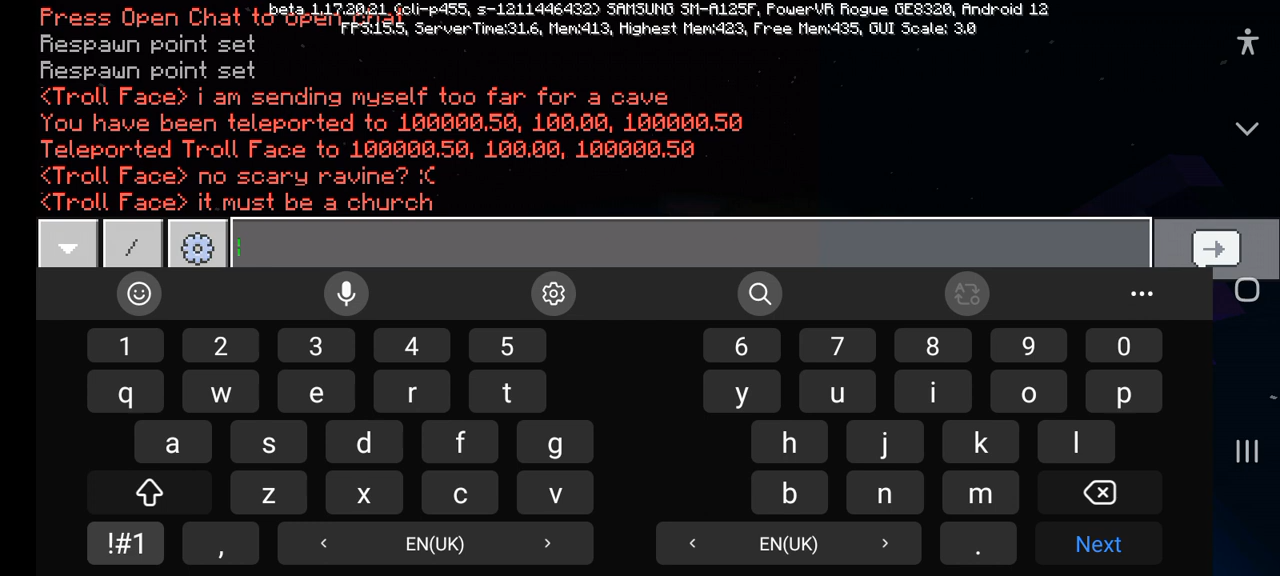 beta 1.17.20.21 (cli-p455, s-1211446432) SAMSUNG SM-A125F, PowerVR Rogue GE8320, Android 12
FPS:15.5, ServerTime:31.6, Mem:413, Highest Mem:423, Free Mem:435, GUI Scale: 3.0
Press Open Chat to open chat
Respawn point set
Respawn point set
<Troll Face> i am sending myself too far for a cave
You have been teleported to 100000.50, 100.00, 100000.50
Teleported Troll Face to 100000.50, 100.00, 100000.50
<Troll Face> no scary ravine? :(
<Troll Face> it must be a church
/
1 2 3 4 5 6 7 8 9 0
q w e r t y u i o p
a s d f g h j k l
z x c v b n m
!#1 , < EN(UK) > < EN(UK) > . Next